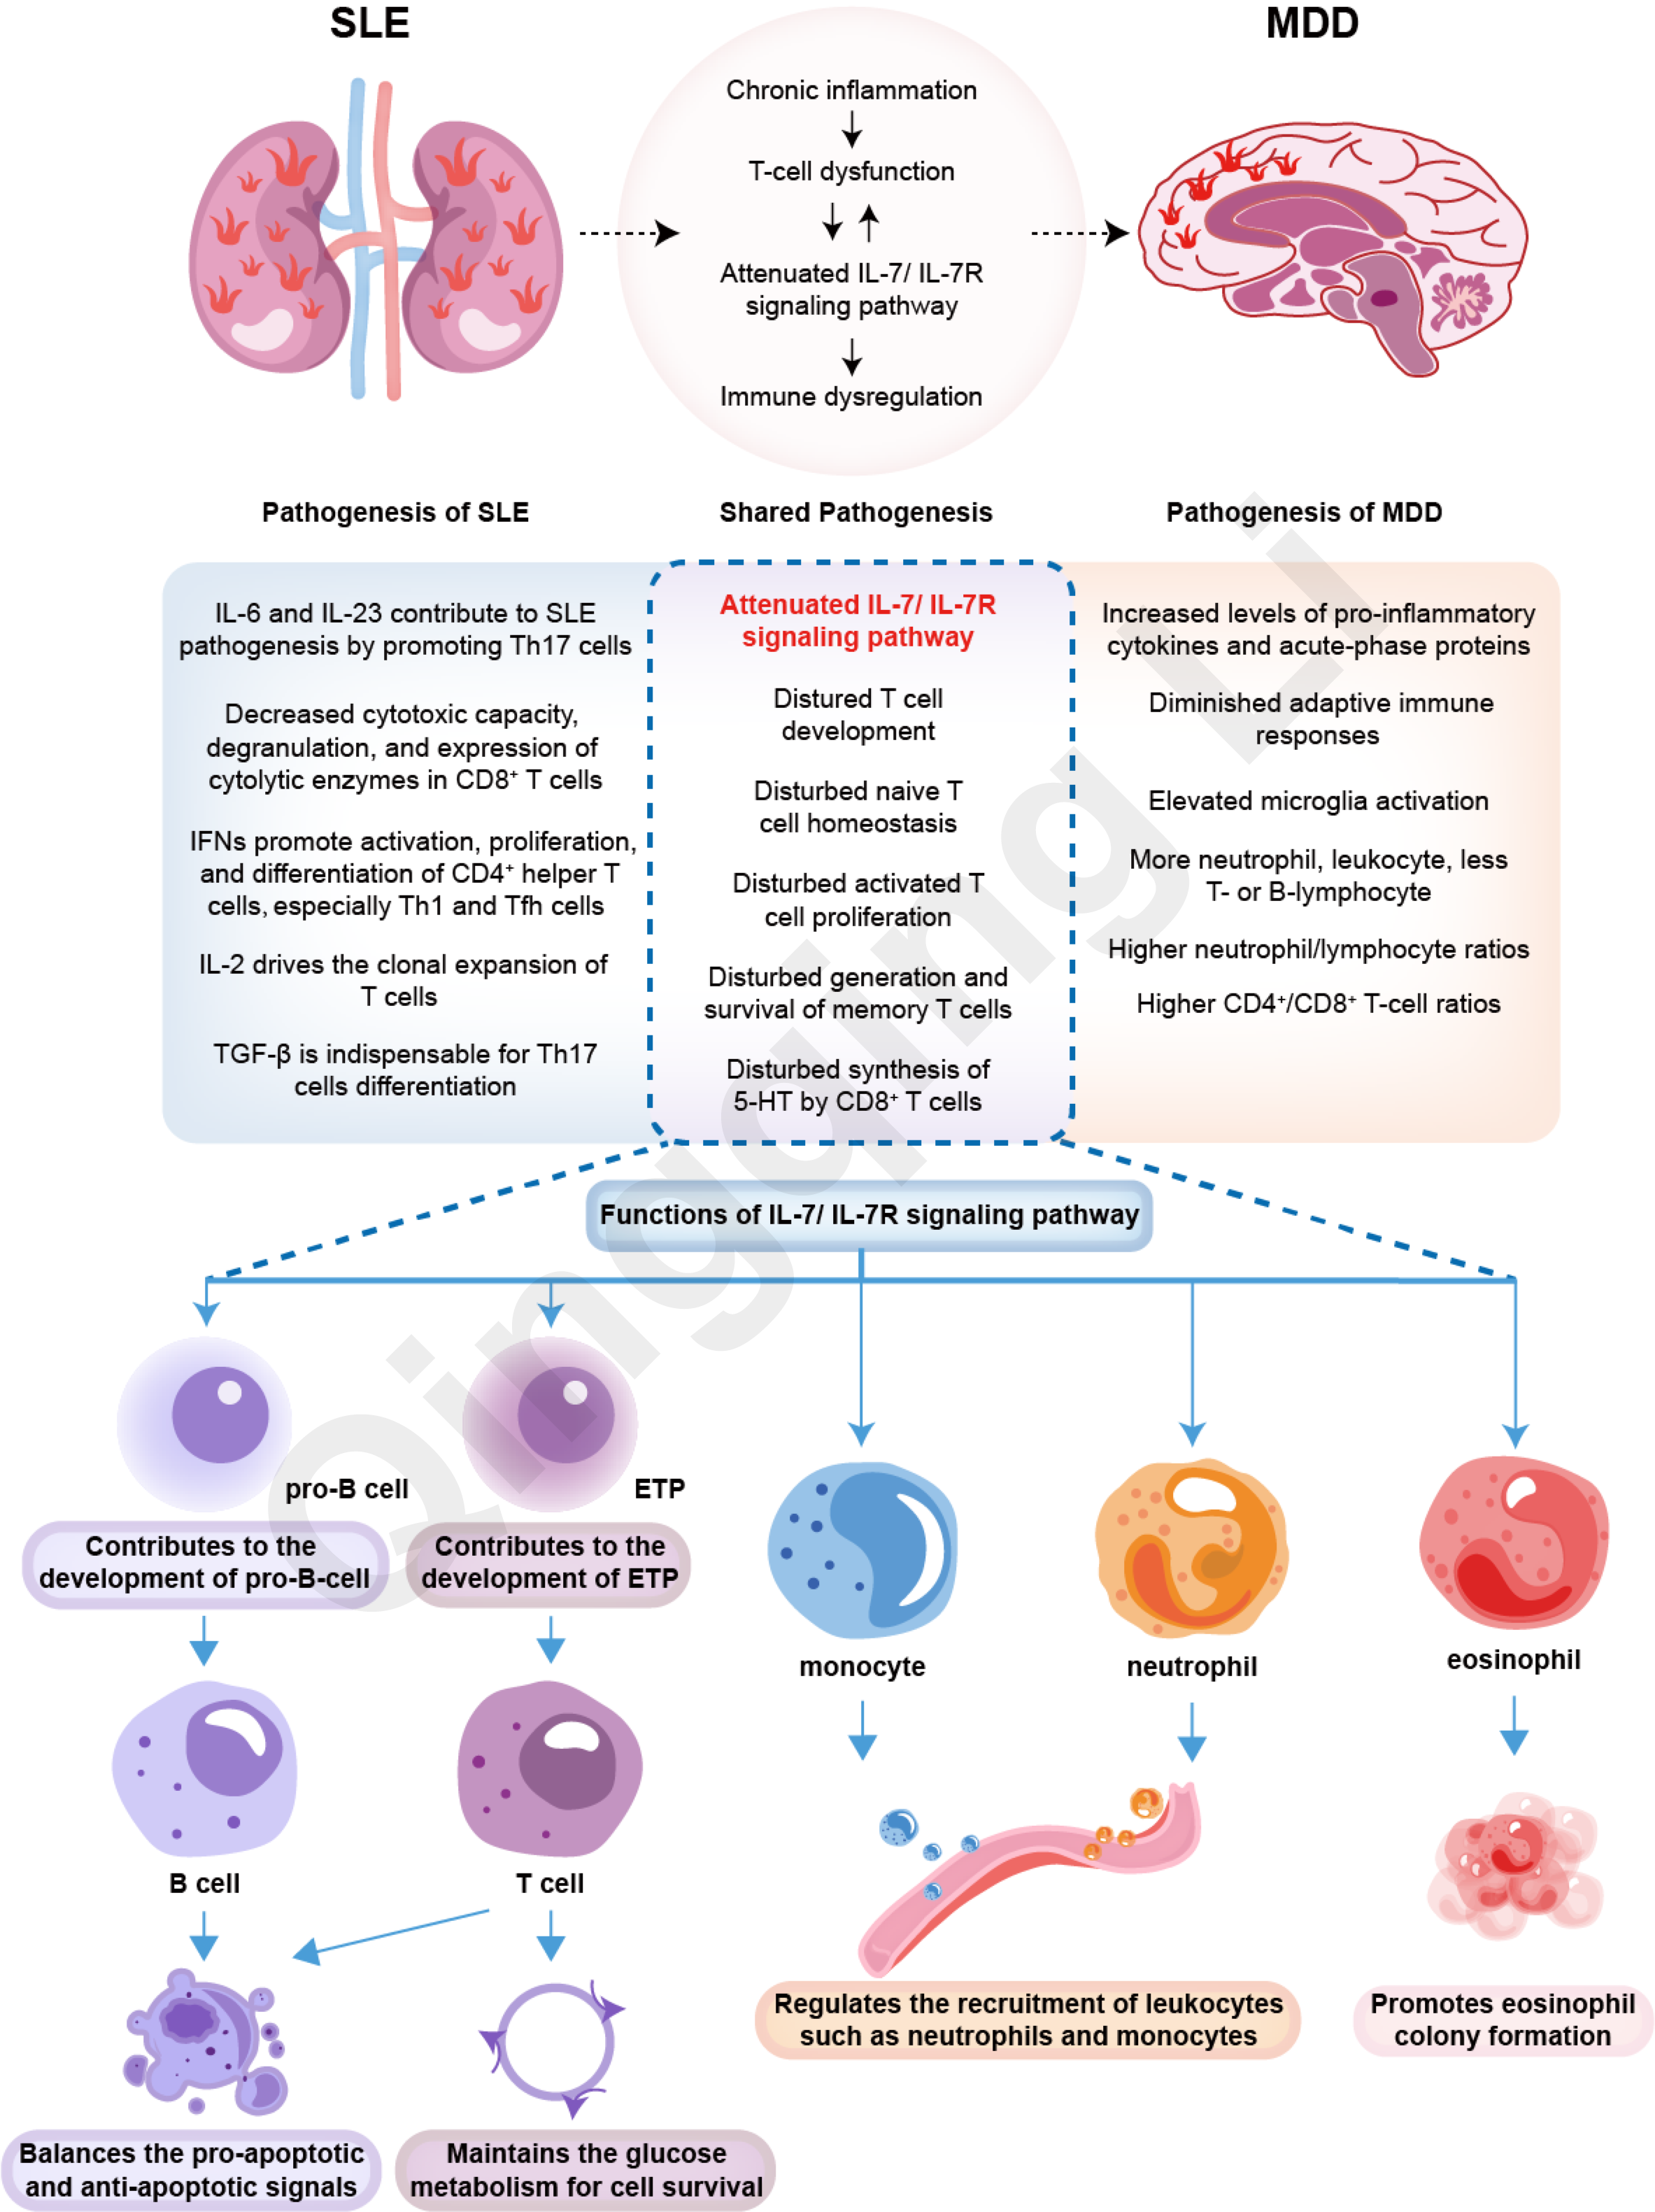 SLE
MDD
Chronic inflammation
T-cell dysfunction
Attenuated IL-7/ IL-7R
signaling pathway
Immune dysregulation
Pathogenesis of SLE
Shared Pathogenesis
Pathogenesis of MDD
IL-6 and IL-23 contribute to SLE
pathogenesis by promoting Th17 cells
Decreased cytotoxic capacity,
degranulation, and expression of
cytolytic enzymes in CD8⁺ T cells
IFNs promote activation, proliferation,
and differentiation of CD4⁺ helper T
cells, especially Th1 and Tfh cells
IL-2 drives the clonal expansion of
T cells
TGF-β is indispensable for Th17
cells differentiation
Attenuated IL-7/ IL-7R
signaling pathway
Distured T cell
development
Disturbed naive T
cell homeostasis
Disturbed activated T
cell proliferation
Disturbed generation and
survival of memory T cells
Disturbed synthesis of
5-HT by CD8⁺ T cells
Increased levels of pro-inflammatory
cytokines and acute-phase proteins
Diminished adaptive immune
responses
Elevated microglia activation
More neutrophil, leukocyte, less
T- or B-lymphocyte
Higher neutrophil/lymphocyte ratios
Higher CD4⁺/CD8⁺ T-cell ratios
Functions of IL-7/ IL-7R signaling pathway
pro-B cell
ETP
Contributes to the
development of pro-B-cell
Contributes to the
development of ETP
monocyte
neutrophil
eosinophil
B cell
T cell
Balances the pro-apoptotic
and anti-apoptotic signals
Maintains the glucose
metabolism for cell survival
Regulates the recruitment of leukocytes
such as neutrophils and monocytes
Promotes eosinophil
colony formation
Qingqing Li